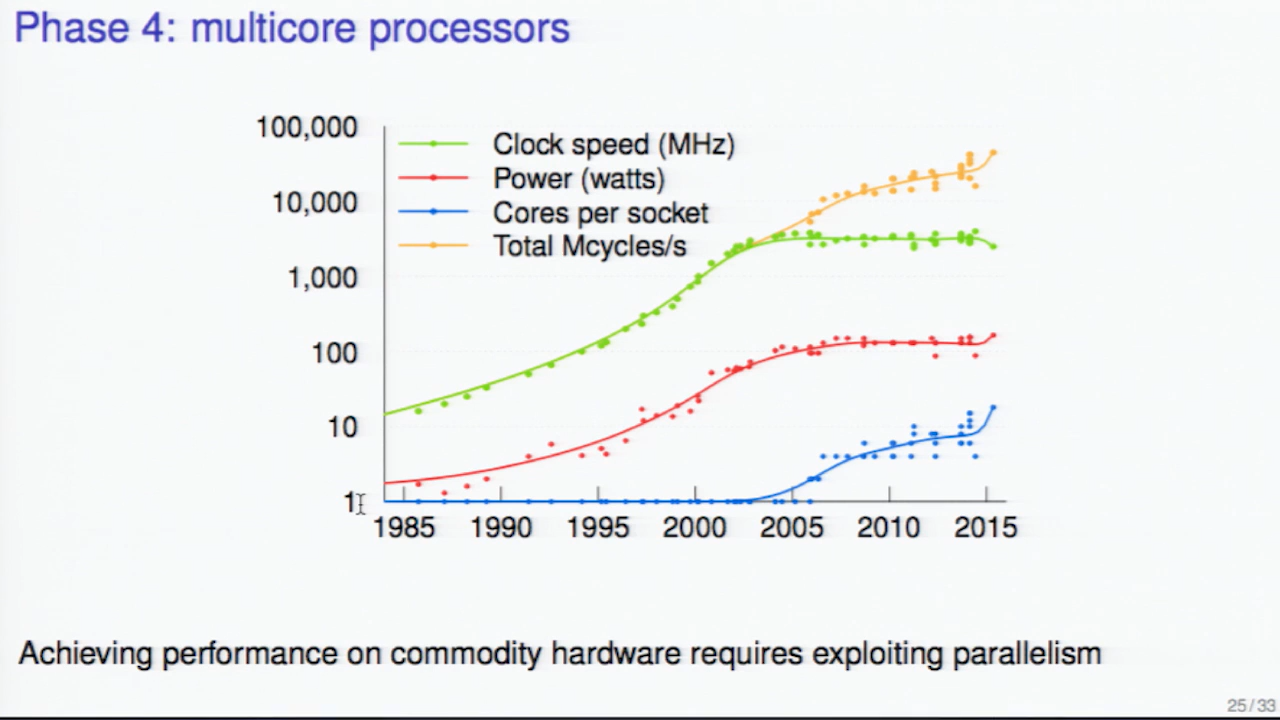 Phase 4: multicore processors
100,000
10,000
1,000
100
10
1
Clock speed (MHz)
Power (watts)
Cores per socket
Total Mcycles/s
1985 1990 1995 2000 2005 2010 2015
Achieving performance on commodity hardware requires exploiting parallelism
25/33